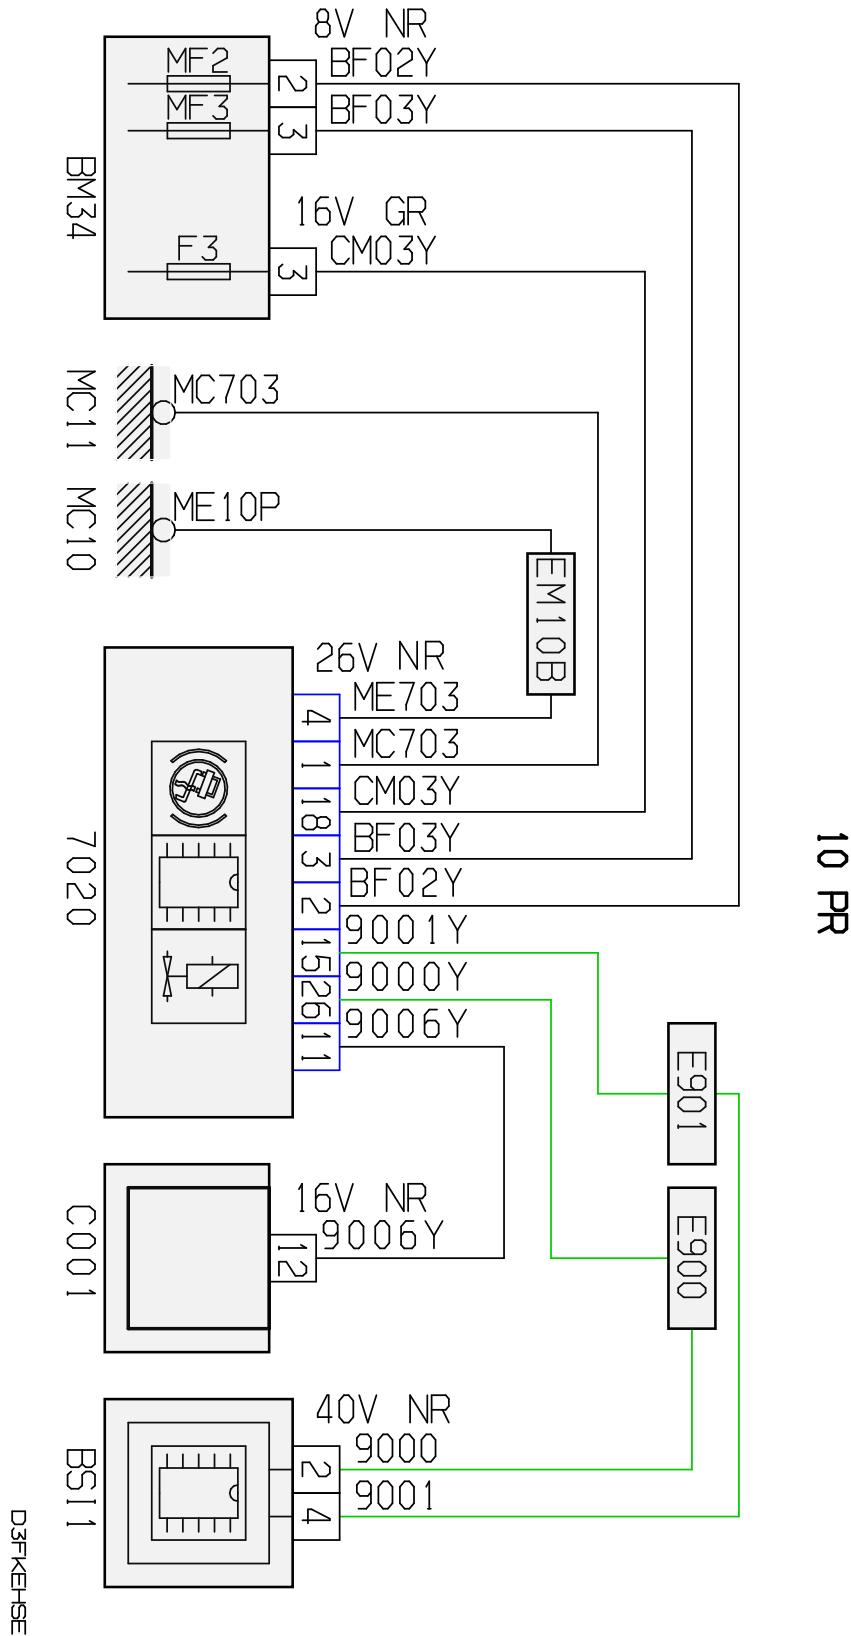 8V NR
MF2
BF02Y
2
MF3
BF03Y
3
BM34
16V GR
F3
CM03Y
3
MC11
MC703
MC10
ME10P
EM10B
26V NR
4
ME703
1
MC703
18
CM03Y
3
BF03Y
2
BF02Y
15
9001Y
26
9000Y
11
9006Y
7020
10 PR
E901
E900
C001
16V NR
9006Y
12
BSI1
40V NR
9000
2
9001
4
D3FKEHSE